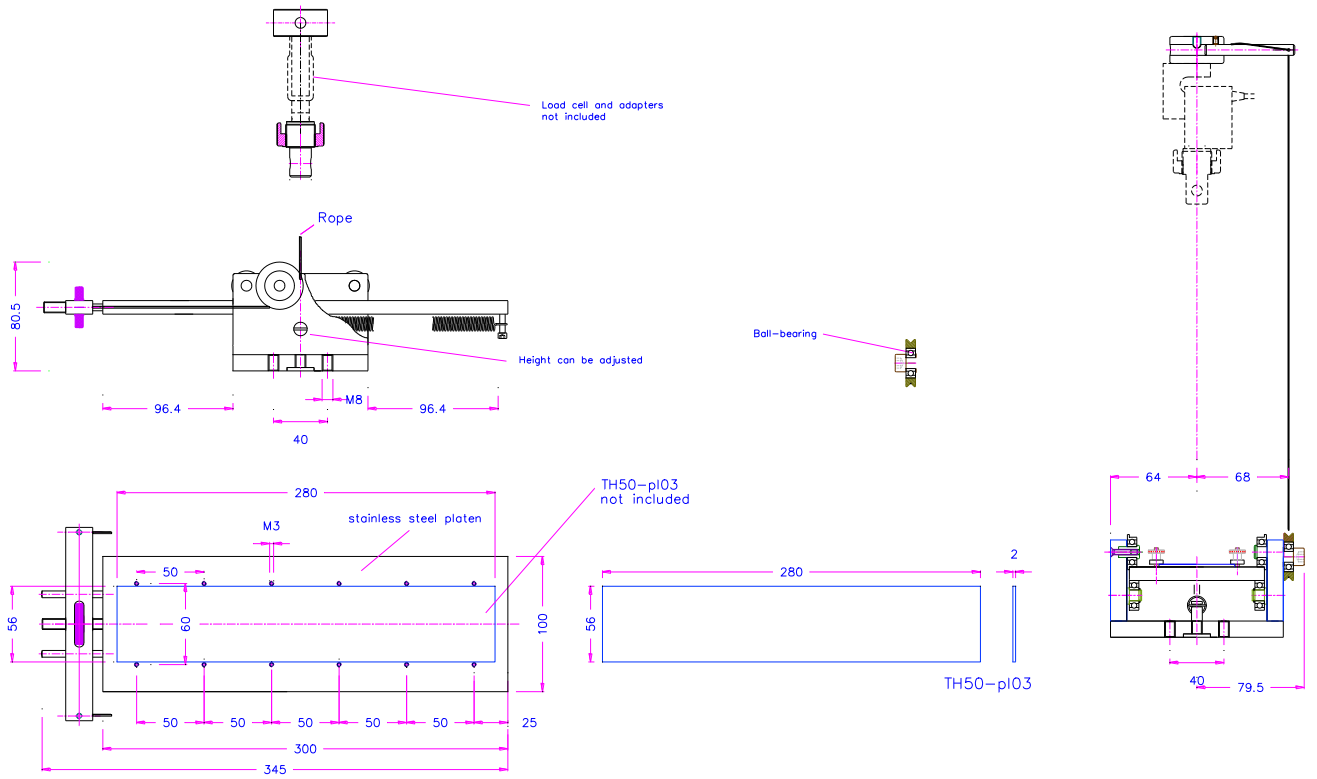 Load cell and adapters
not included
Rope
80.5
Height can be adjusted
M8
96.4
96.4
40
Ball-bearing
64
68
40
79.5
280
TH50-pl03
not included
stainless steel platen
M3
50
56
60
100
50
50
50
50
50
25
300
345
280
2
56
TH50-pl03